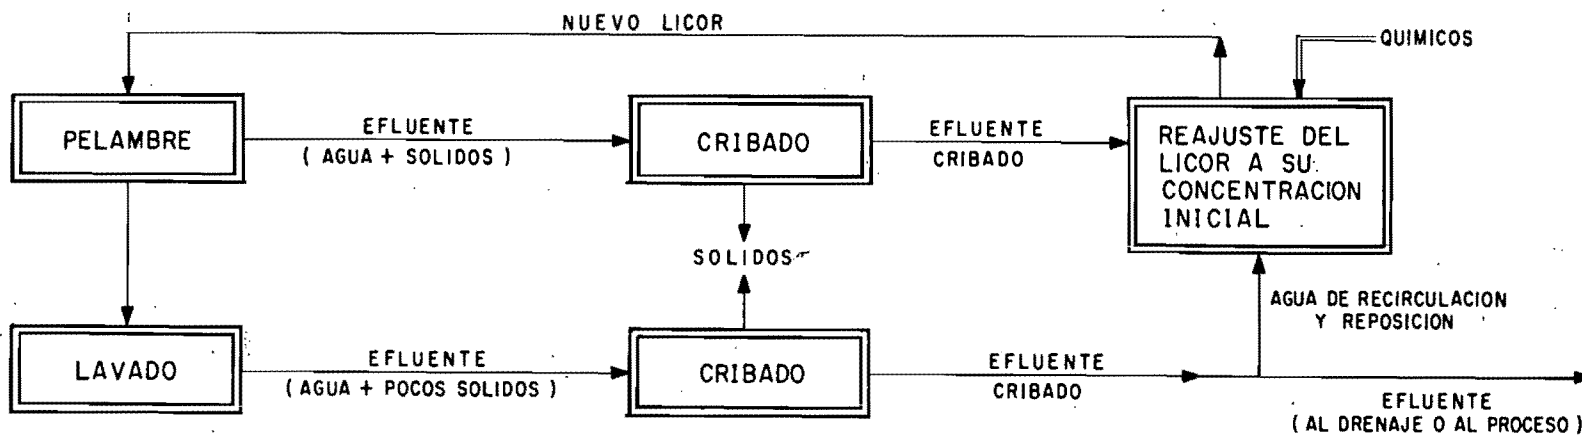 NUEVO LICOR
QUIMICOS
PELAMBRE
EFLUENTE
( AGUA + SOLIDOS )
CRIBADO
EFLUENTE
CRIBADO
REAJUSTE DEL
LICOR A SU
CONCENTRACION
INICIAL
SOLIDOS
AGUA DE RECIRCULACION
Y REPOSICION
LAVADO
EFLUENTE
( AGUA + POCOS SOLIDOS )
CRIBADO
EFLUENTE
CRIBADO
EFLUENTE
( AL DRENAJE O AL PROCESO )